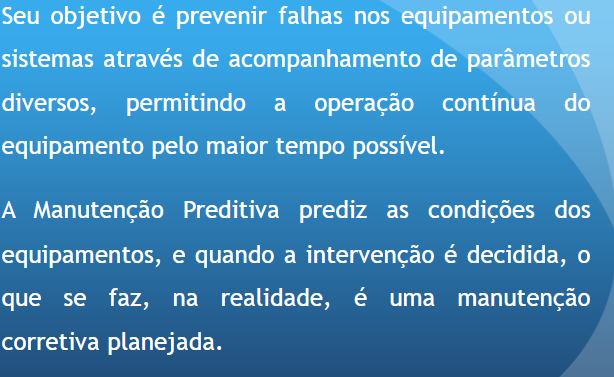 Seu objetivo é prevenir falhas nos equipamentos ou
sistemas através de acompanhamento de parâmetros
diversos, permitindo a operação contínua do
equipamento pelo maior tempo possível.
A Manutenção Preditiva prediz as condições dos
equipamentos, e quando a intervenção é decidida, o
que se faz, na realidade, é uma manutenção
corretiva planejada.